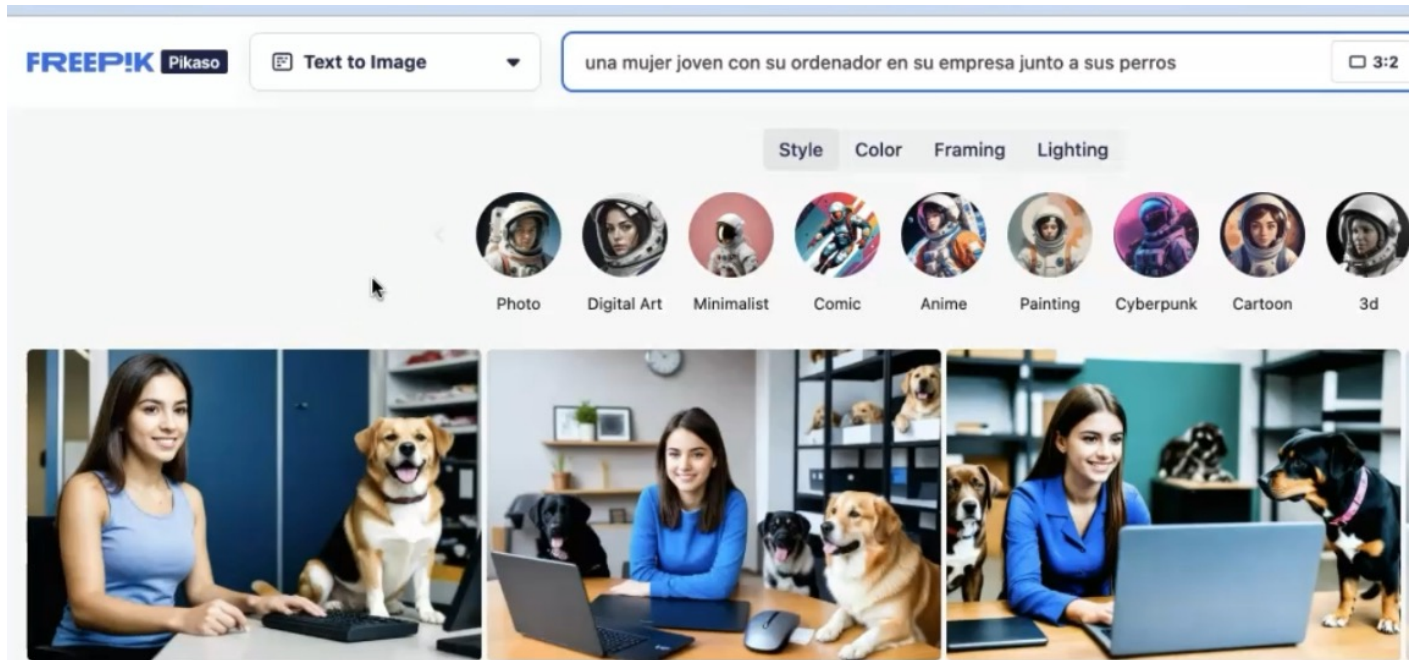 FREEP!K Pikaso
Text to Image
una mujer joven con su ordenador en su empresa junto a sus perros
3:2
Style Color Framing Lighting
Photo Digital Art Minimalist Comic Anime Painting Cyberpunk Cartoon 3d